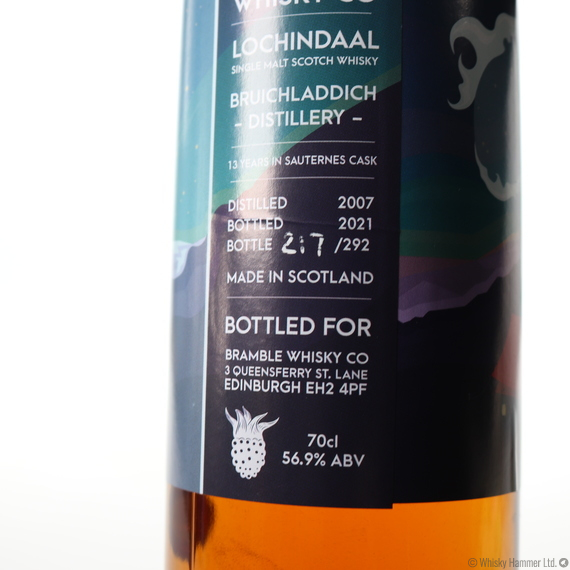 WHISKY CO
LOCHINDAAL
SINGLE MALT SCOTCH WHISKY
BRUICHLADDICH
– DISTILLERY –
13 YEARS IN SAUTERNES CASK
DISTILLED 2007
BOTTLED 2021
BOTTLE 217 /292
MADE IN SCOTLAND
BOTTLED FOR
BRAMBLE WHISKY CO
3 QUEENSFERRY ST. LANE
EDINBURGH EH2 4PF
70cl
56.9% ABV
© Whisky Hammer Ltd.